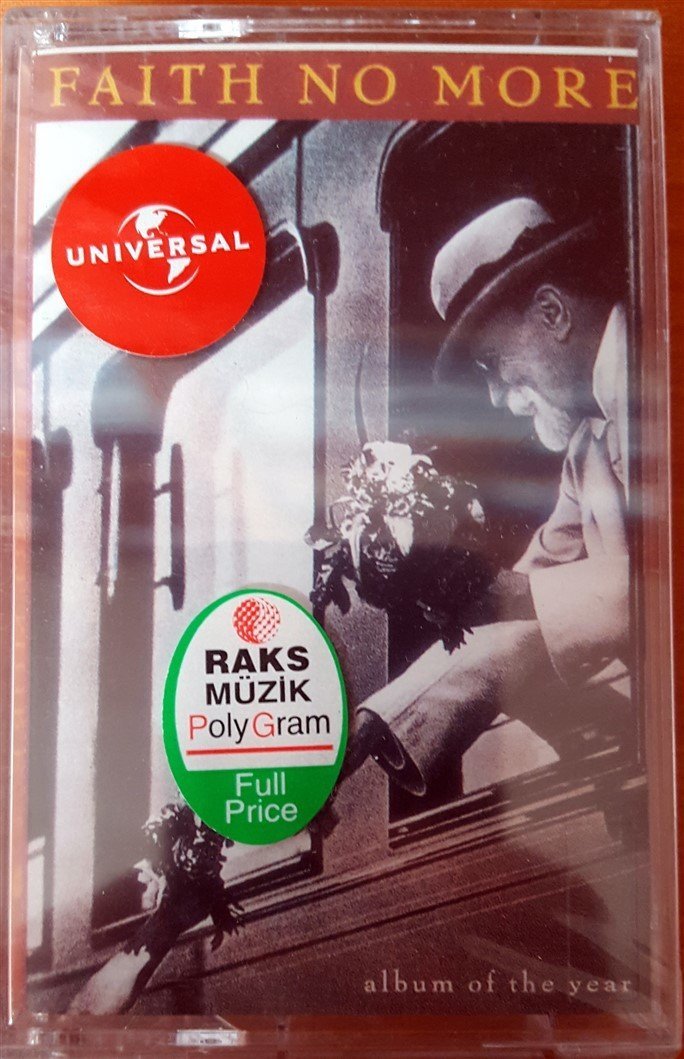 FAITH NO MORE
UNIVERSAL
RAKS
MÜZİK
PolyGram
Full
Price
album of the year